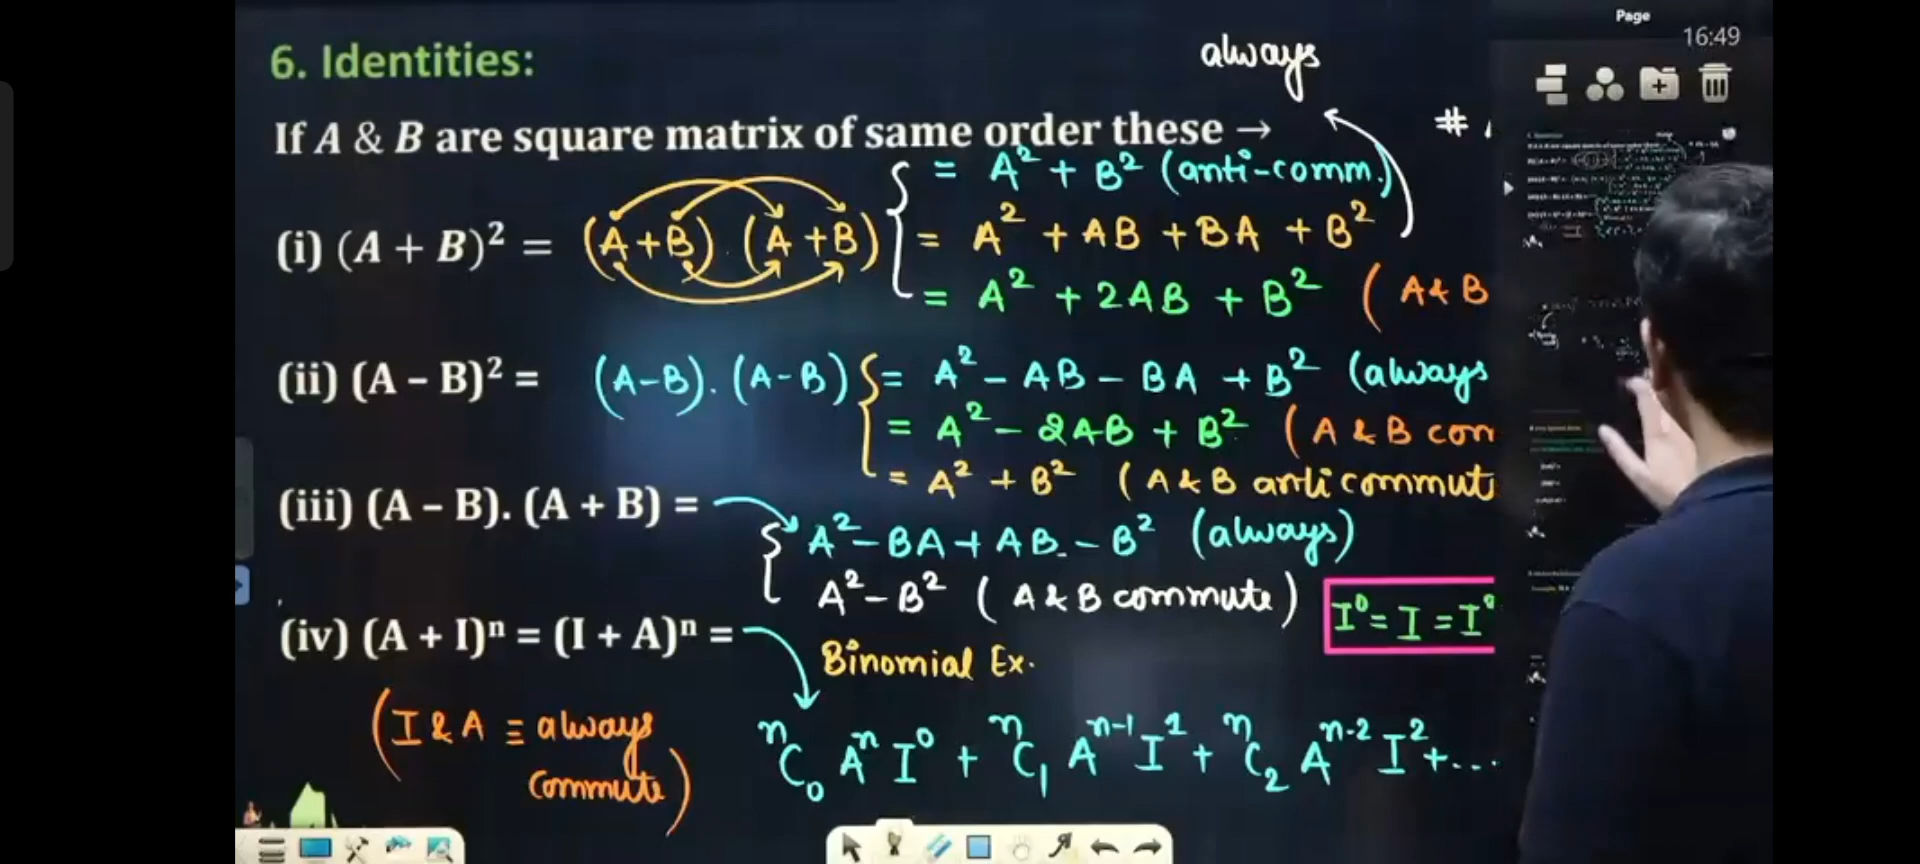 Page
16:49
6. Identities:
always
If A & B are square matrix of same order these →
#
= A² + B² (anti-comm.)
(i) (A + B)² = (A+B).(A+B) = A² + AB + BA + B²
= A² + 2AB + B² (A & B
(ii) (A – B)² = (A-B).(A-B) = A² - AB - BA + B² (always
= A² - 2AB + B² (A & B com
= A² + B² (A & B anti commut
(iii) (A – B). (A + B) =
A² - BA + AB - B² (always)
A² - B² (A & B commute)
I⁰ = I = I⁰
(iv) (A + I)ⁿ = (I + A)ⁿ =
Binomial Ex.
(I & A ≡ always
commute)
ⁿC₀ Aⁿ I⁰ + ⁿC₁ Aⁿ⁻¹ I¹ + ⁿC₂ Aⁿ⁻² I² + ...